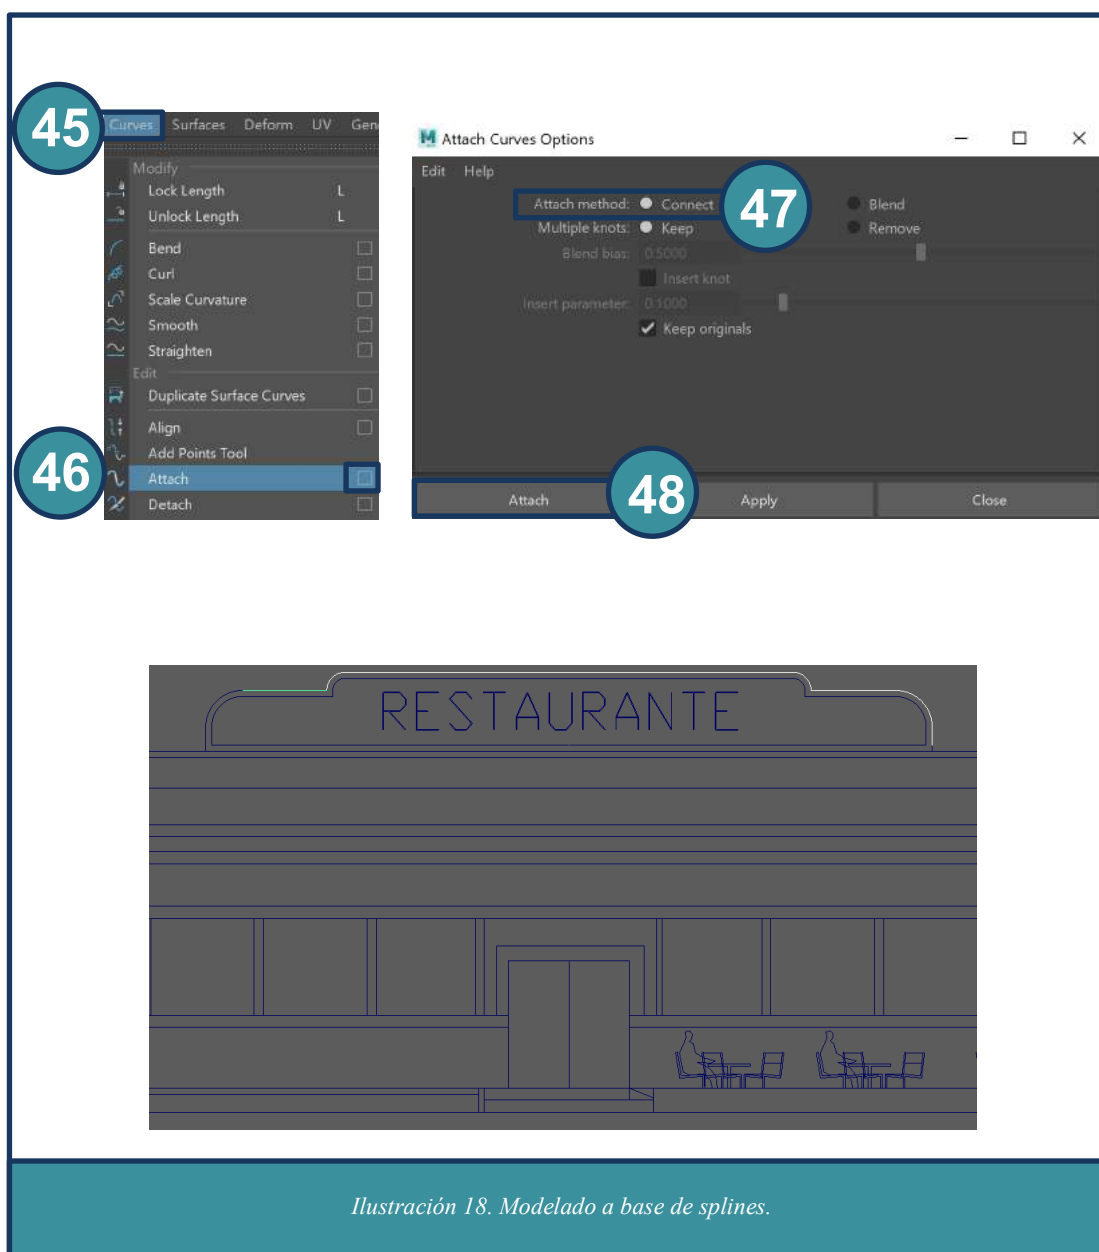 45
Curves Surfaces Deform UV Gen
Modify
Lock Length L
Unlock Length L
Bend
Curl
Scale Curvature
Smooth
Straighten
Edit
Duplicate Surface Curves
Align
Add Points Tool
46
Attach
Detach
M Attach Curves Options
Edit Help
Attach method: Connect Blend
47
Multiple knots: Keep Remove
Blend bias: 0.5000
Insert knot
Insert parameter: 0.1000
Keep originals
Attach Apply Close
48
RESTAURANTE
Ilustración 18. Modelado a base de splines.